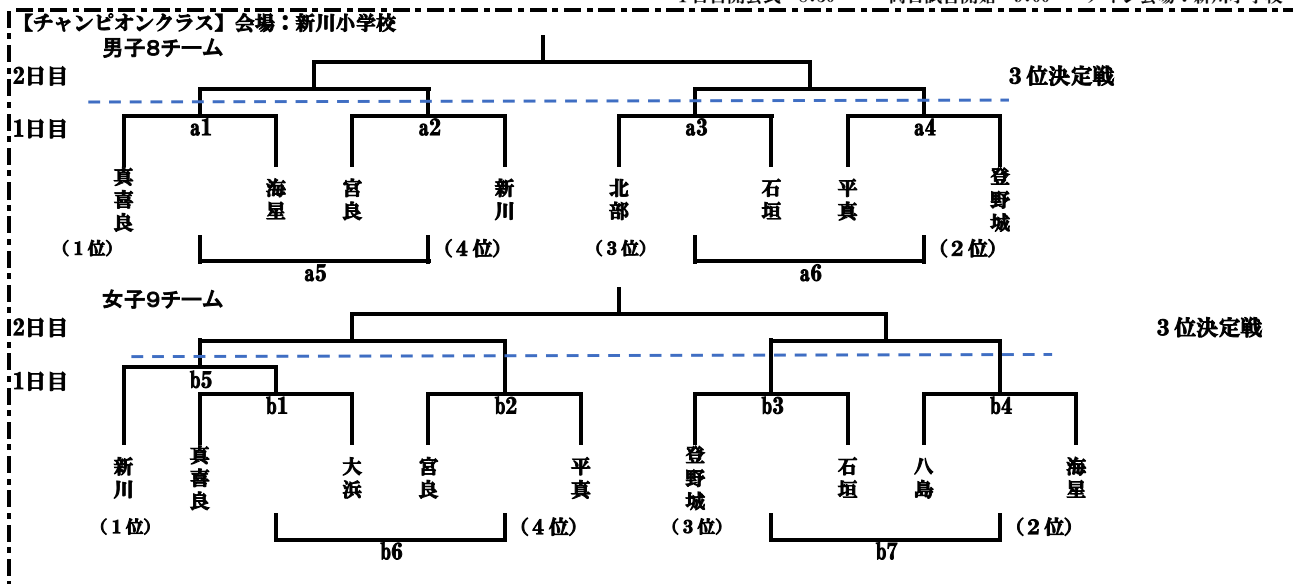 【チャンピオンクラス】会場：新川小学校
男子8チーム
2日目
3位決定戦
1日目
a1
a2
a3
a4
真喜良
海星
宮良
新川
北部
石垣
平真
登野城
（1位）
（4位）
（3位）
（2位）
a5
a6
女子9チーム
2日目
3位決定戦
1日目
b5
b1
b2
b3
b4
新川
真喜良
大浜
宮良
平真
登野城
石垣
八島
海星
（1位）
（4位）
（3位）
（2位）
b6
b7